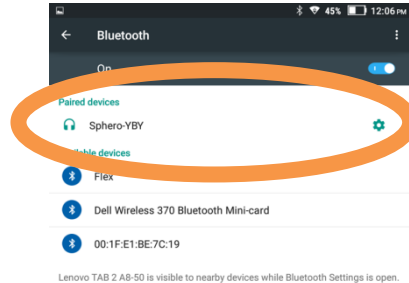 45% 12:06 PM
Bluetooth
On
Paired devices
Sphero-YBY
devices
Flex
Dell Wireless 370 Bluetooth Mini-card
00:1F:E1:BE:7C:19
Lenovo TAB 2 A8-50 is visible to nearby devices while Bluetooth Settings is open.